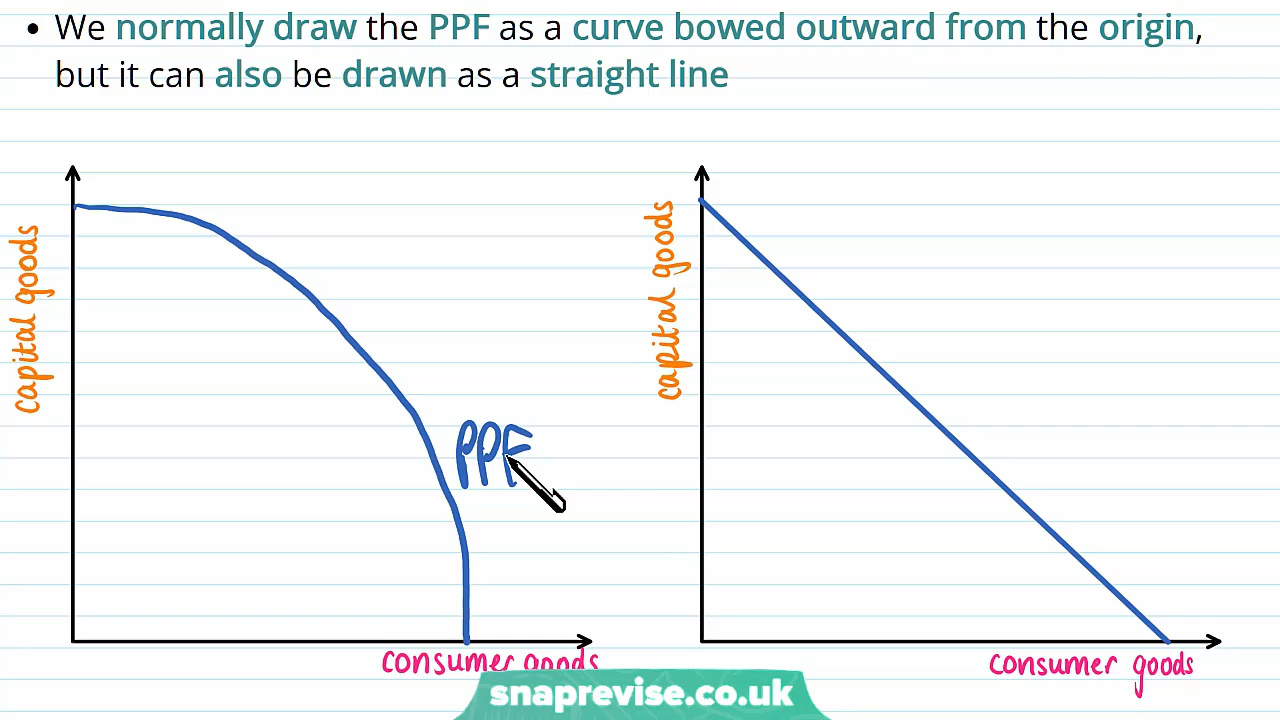 • We normally draw the PPF as a curve bowed outward from the origin,
but it can also be drawn as a straight line
capital goods
PPF
consumer goods
capital goods
consumer goods
snaprevise.co.uk